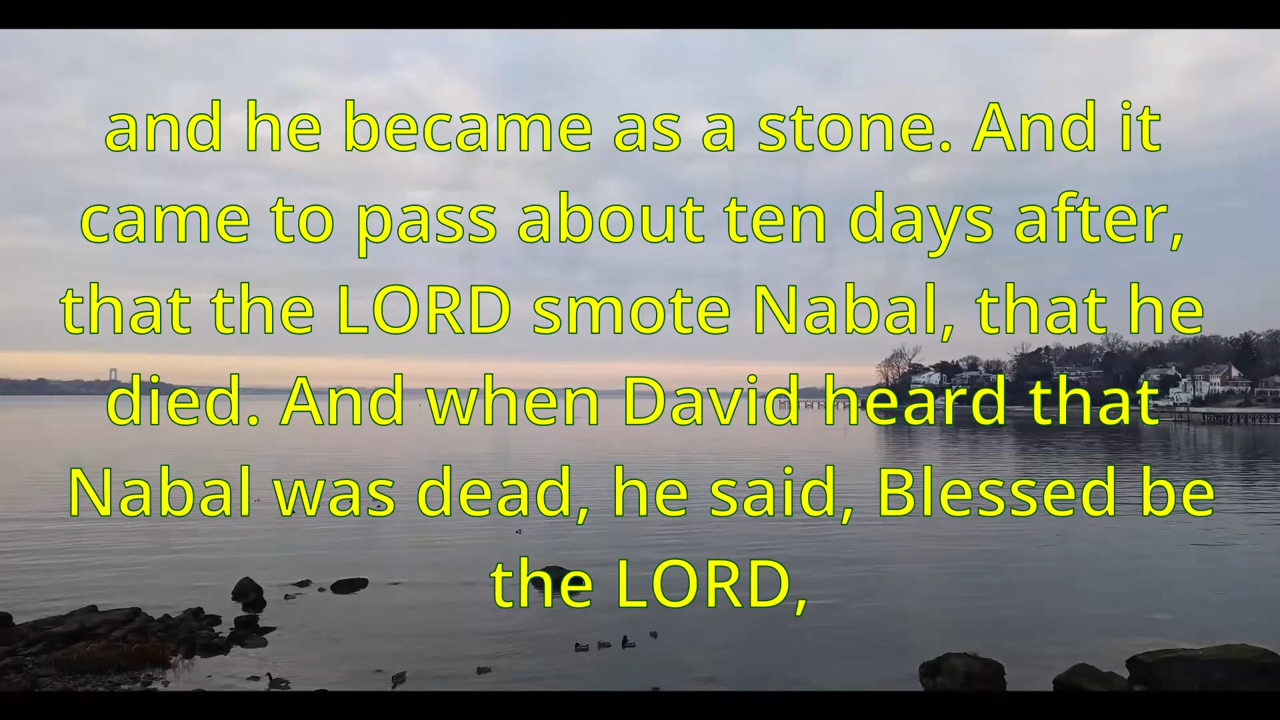 and he became as a stone. And it
came to pass about ten days after,
that the LORD smote Nabal, that he
died. And when David heard that
Nabal was dead, he said, Blessed be
the LORD,